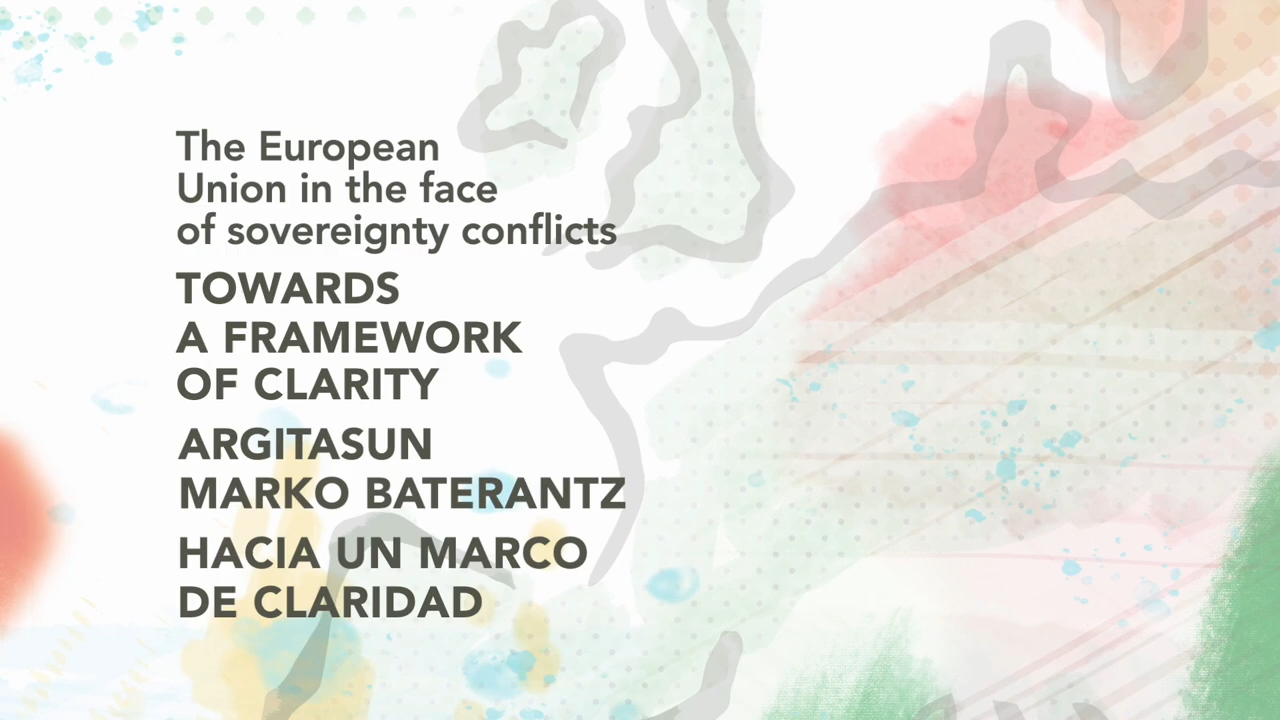 The European
Union in the face
of sovereignty conflicts
TOWARDS
A FRAMEWORK
OF CLARITY
ARGITASUN
MARKO BATERANTZ
HACIA UN MARCO
DE CLARIDAD